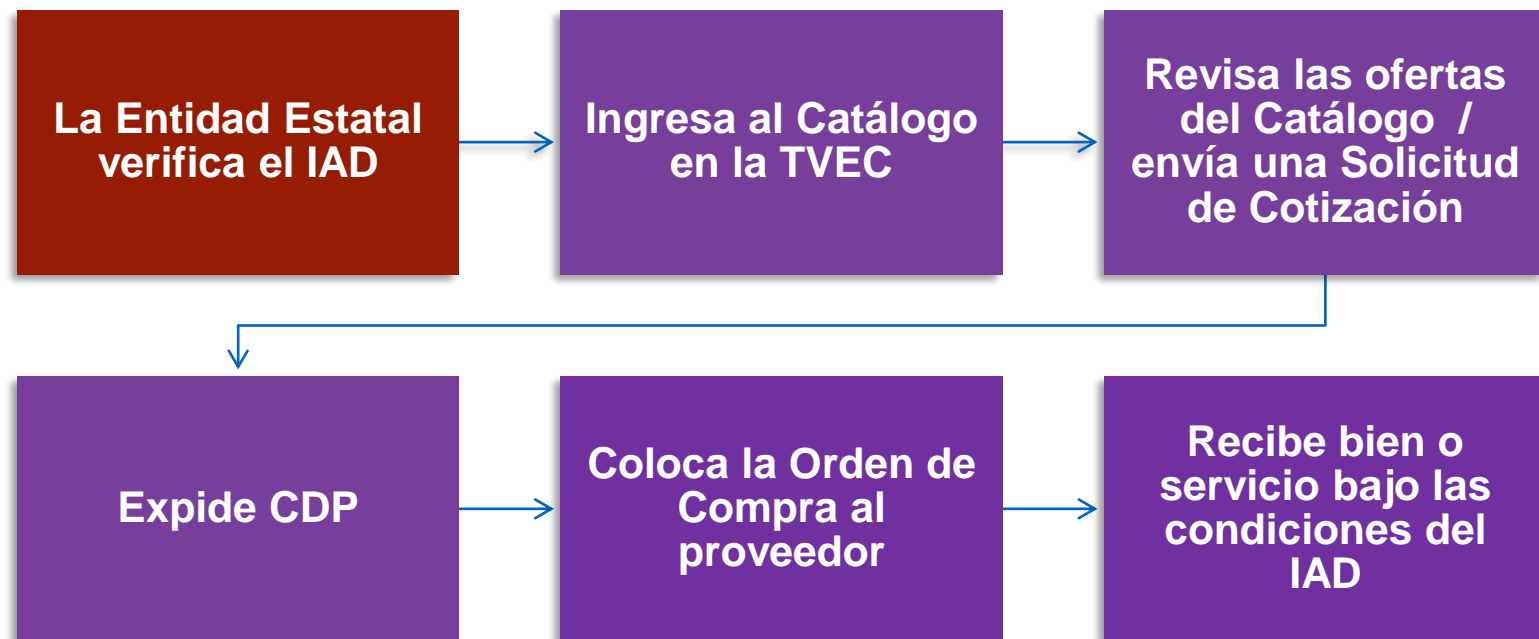 La Entidad Estatal
verifica el IAD
Ingresa al Catálogo
en la TVEC
Revisa las ofertas
del Catálogo /
envía una Solicitud
de Cotización
Expide CDP
Coloca la Orden de
Compra al
proveedor
Recibe bien o
servicio bajo las
condiciones del
IAD